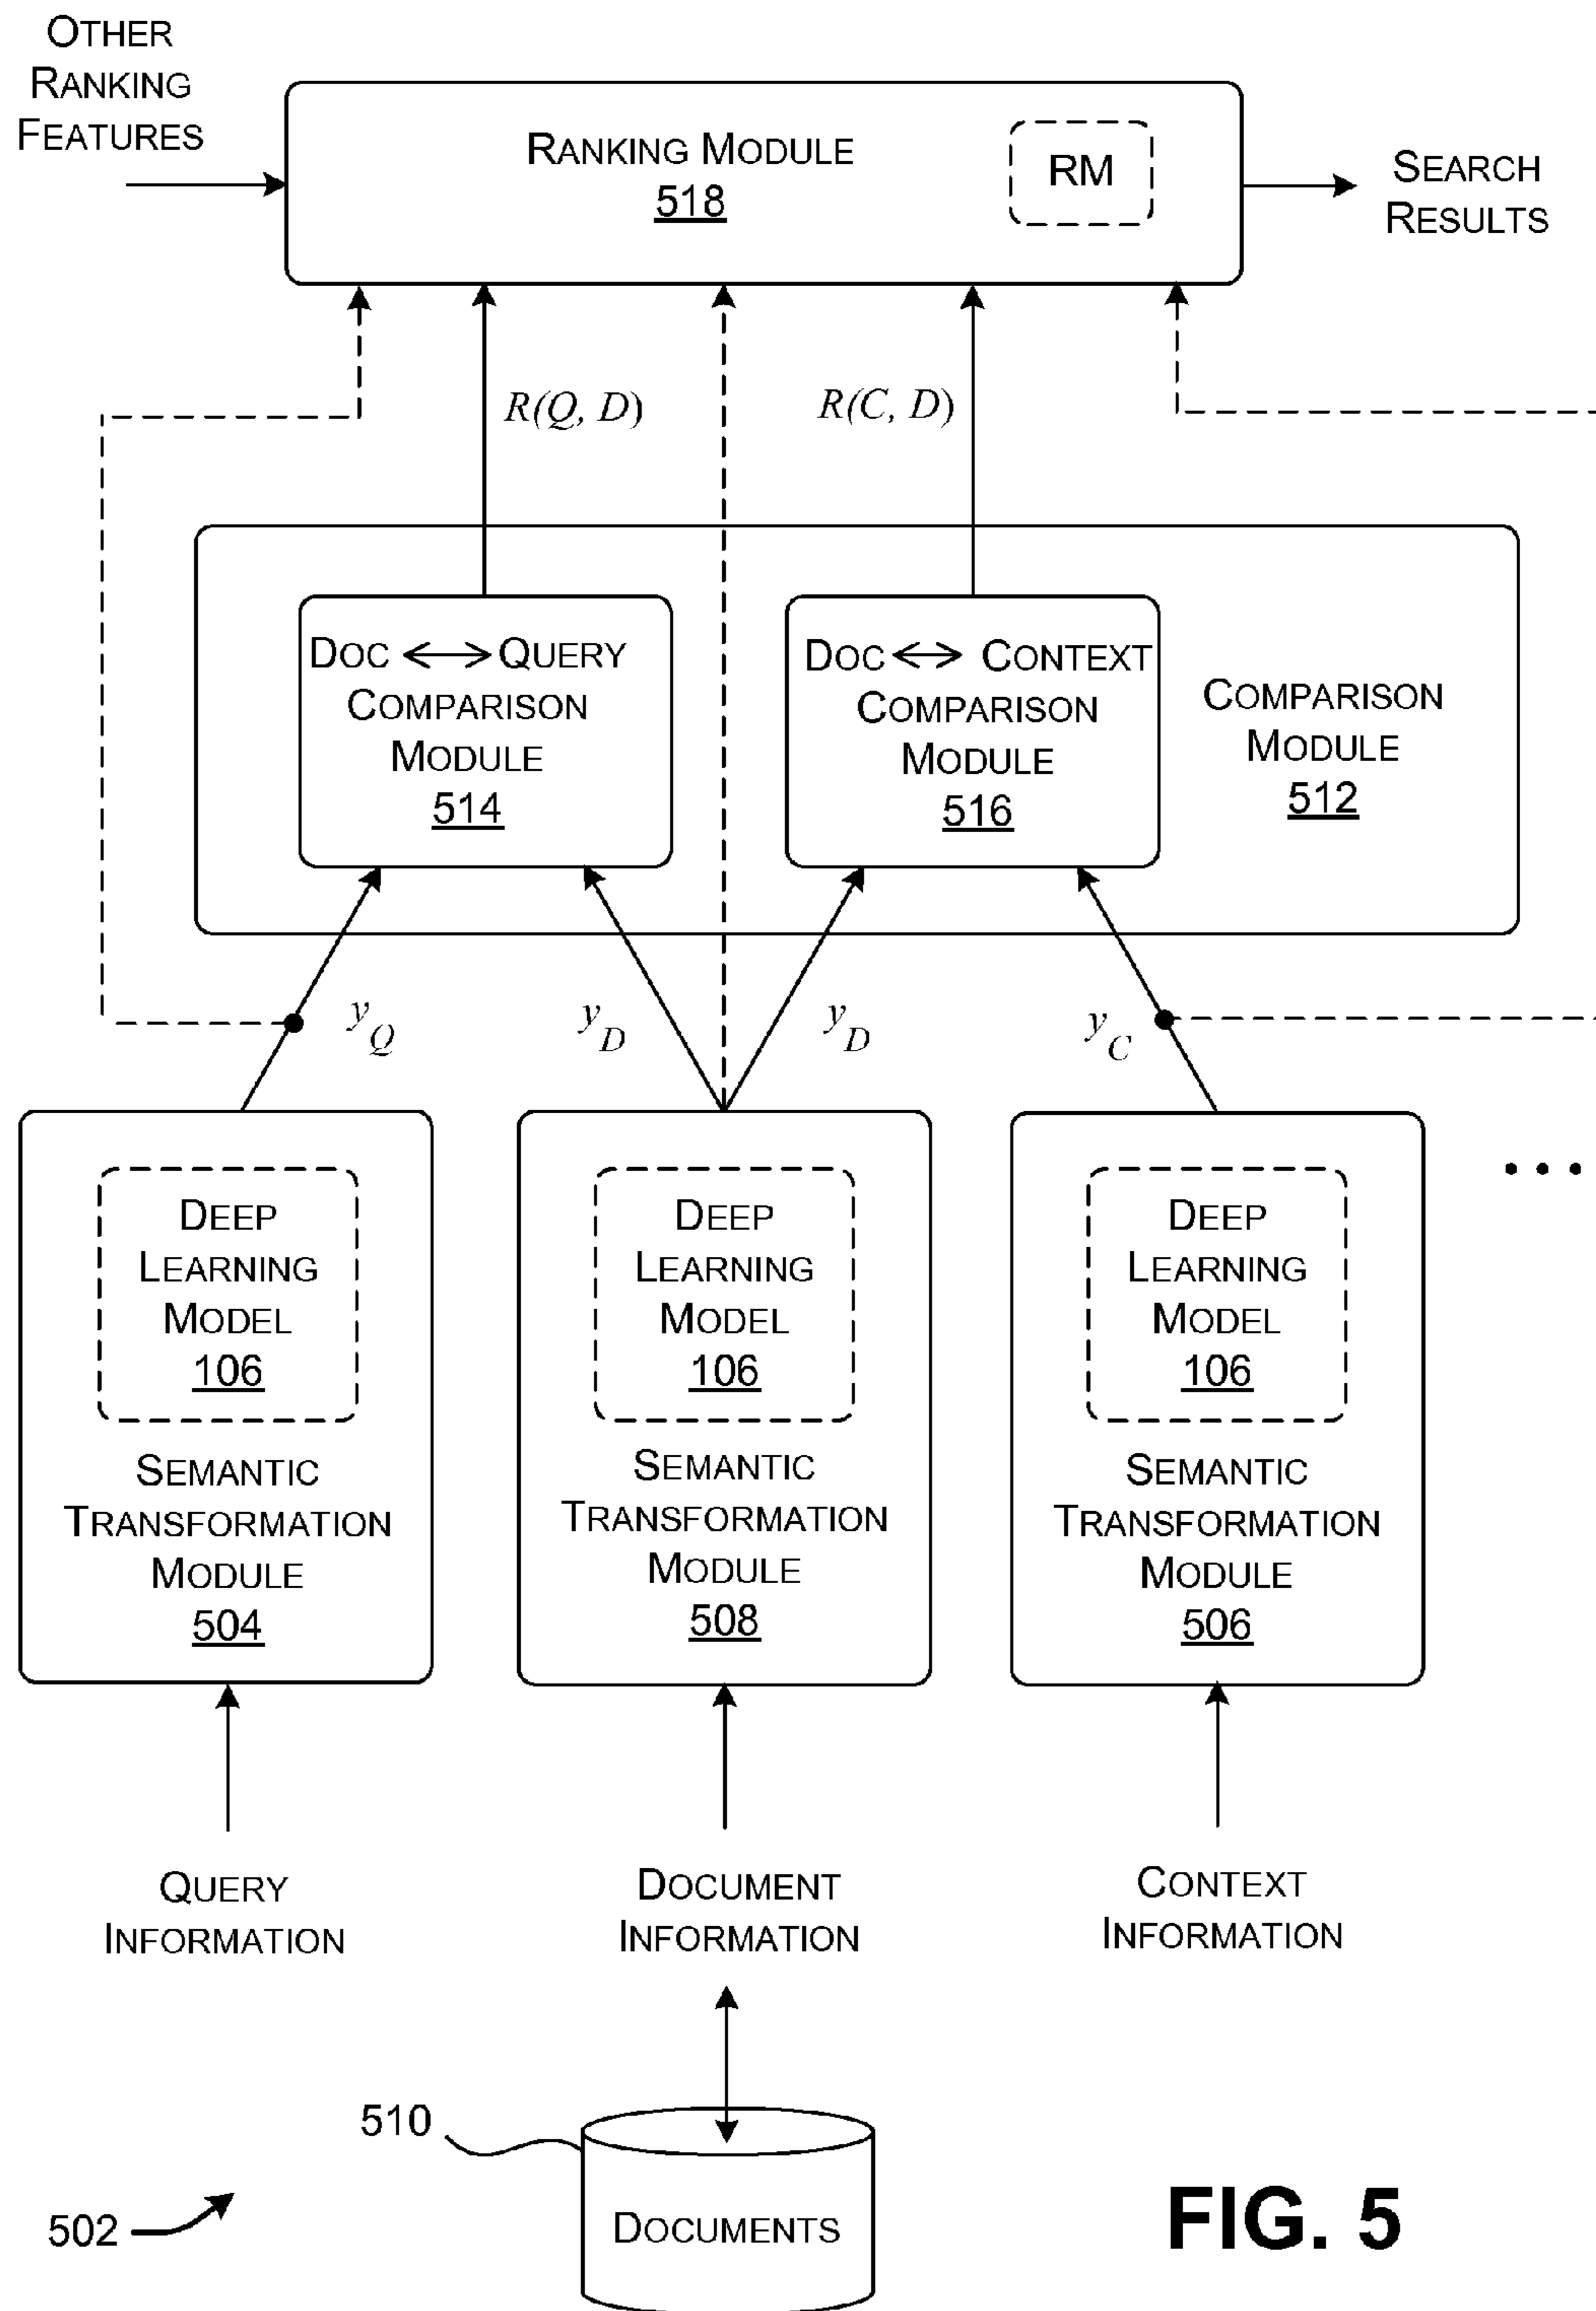 OTHER
RANKING
FEATURES
RANKING MODULE
518
RM
SEARCH
RESULTS
R(Q, D)
R(C, D)
DOC QUERY
COMPARISON
MODULE
514
DOC CONTEXT
COMPARISON
MODULE
516
COMPARISON
MODULE
512
yQ
yD
yD
yC
DEEP
LEARNING
MODEL
106
SEMANTIC
TRANSFORMATION
MODULE
504
DEEP
LEARNING
MODEL
106
SEMANTIC
TRANSFORMATION
MODULE
508
DEEP
LEARNING
MODEL
106
SEMANTIC
TRANSFORMATION
MODULE
506
• • •
QUERY
INFORMATION
DOCUMENT
INFORMATION
CONTEXT
INFORMATION
510
502
DOCUMENTS
FIG. 5